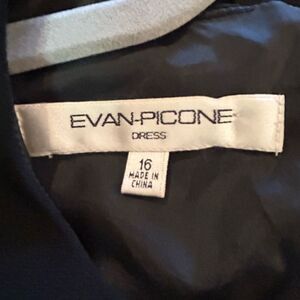 EVAN-PICONE
DRESS
16
MADE IN
CHINA